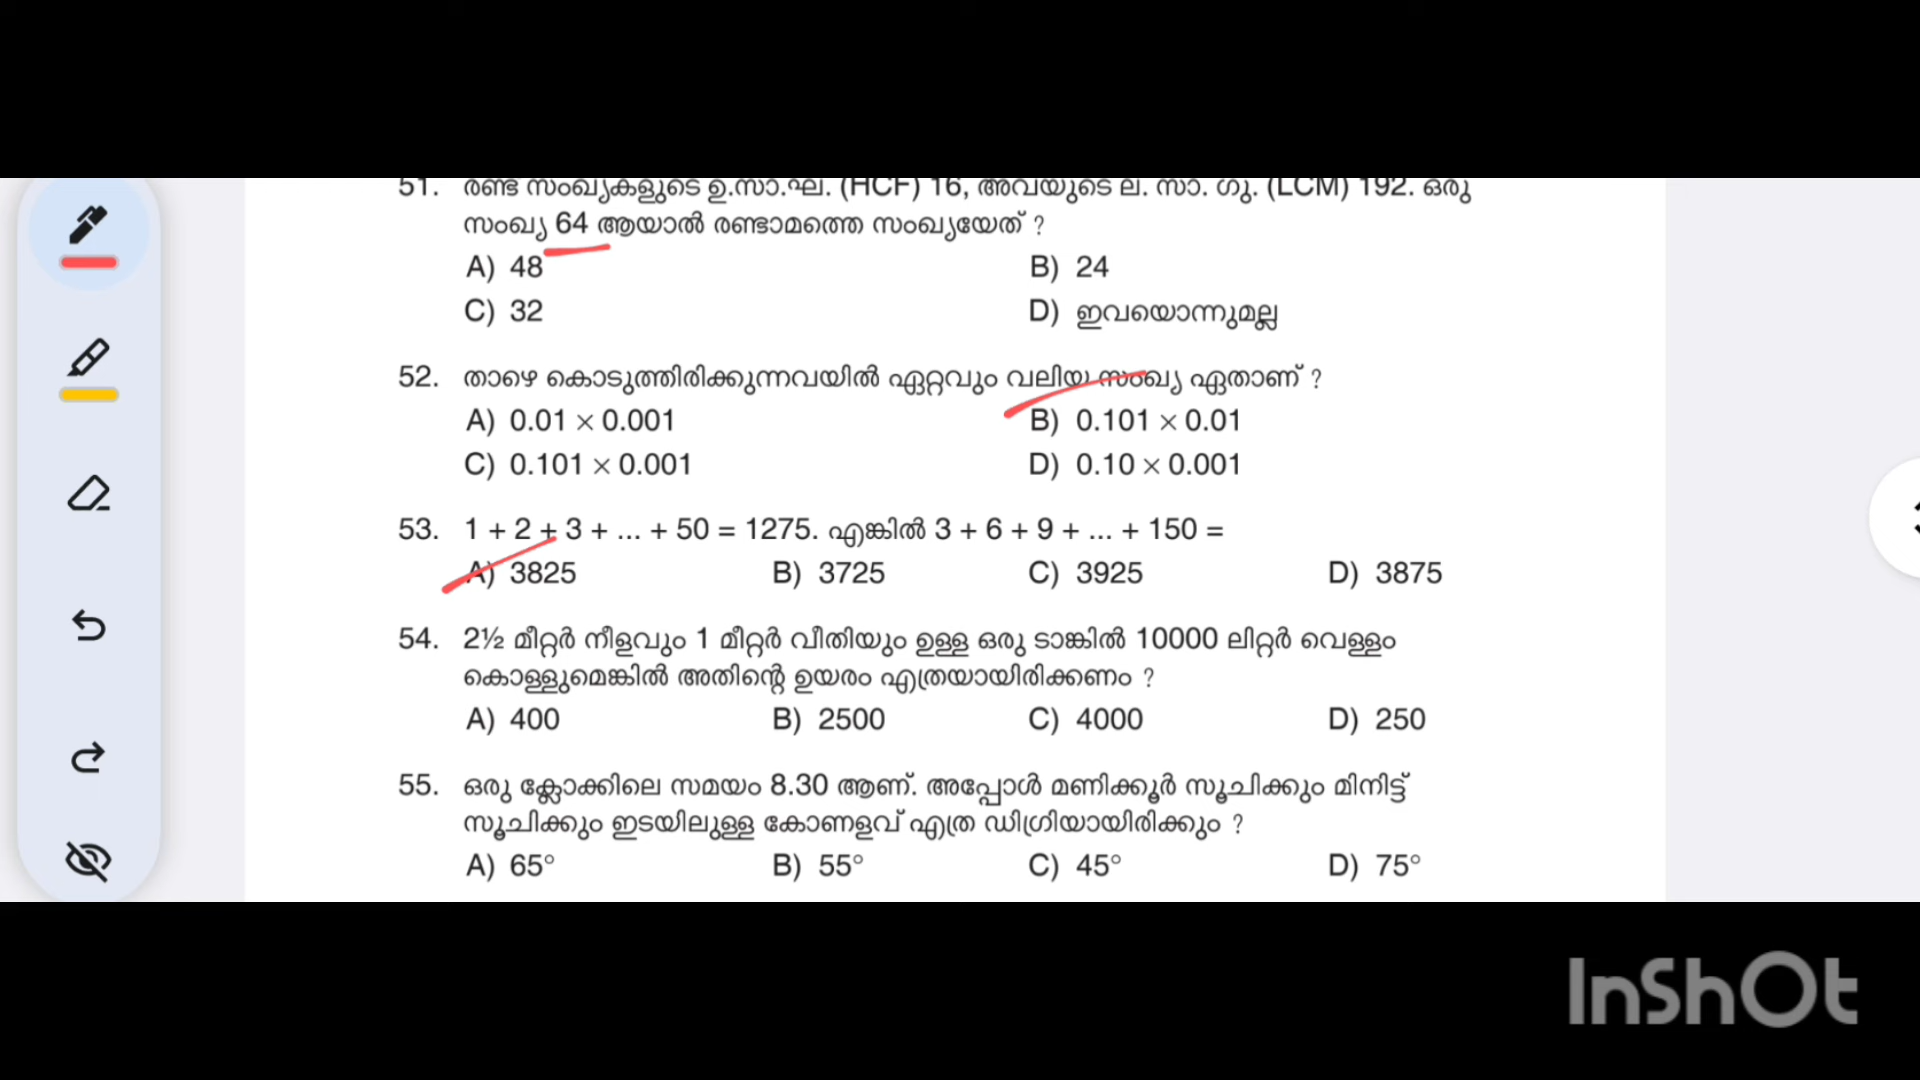 51. രണ്ട് സംഖ്യകളുടെ ഉ.സാ.ഘ. (HCF) 16, അവയുടെ ല. സാ. ഗു. (LCM) 192. ഒരു
സംഖ്യ 64 ആയാൽ രണ്ടാമത്തെ സംഖ്യയേത് ?
A) 48 B) 24
C) 32 D) ഇവയൊന്നുമല്ല
52. താഴെ കൊടുത്തിരിക്കുന്നവയിൽ ഏറ്റവും വലിയ സംഖ്യ ഏതാണ് ?
A) 0.01 × 0.001 B) 0.101 × 0.01
C) 0.101 × 0.001 D) 0.10 × 0.001
53. 1 + 2 + 3 + ... + 50 = 1275. എങ്കിൽ 3 + 6 + 9 + ... + 150 =
A) 3825 B) 3725 C) 3925 D) 3875
54. 2½ മീറ്റർ നീളവും 1 മീറ്റർ വീതിയും ഉള്ള ഒരു ടാങ്കിൽ 10000 ലിറ്റർ വെള്ളം
കൊള്ളുമെങ്കിൽ അതിന്റെ ഉയരം എത്രയായിരിക്കണം ?
A) 400 B) 2500 C) 4000 D) 250
55. ഒരു ക്ലോക്കിലെ സമയം 8.30 ആണ്. അപ്പോൾ മണിക്കൂർ സൂചിക്കും മിനിട്ട്
സൂചിക്കും ഇടയിലുള്ള കോണളവ് എത്ര ഡിഗ്രിയായിരിക്കും ?
A) 65° B) 55° C) 45° D) 75°
InShOt